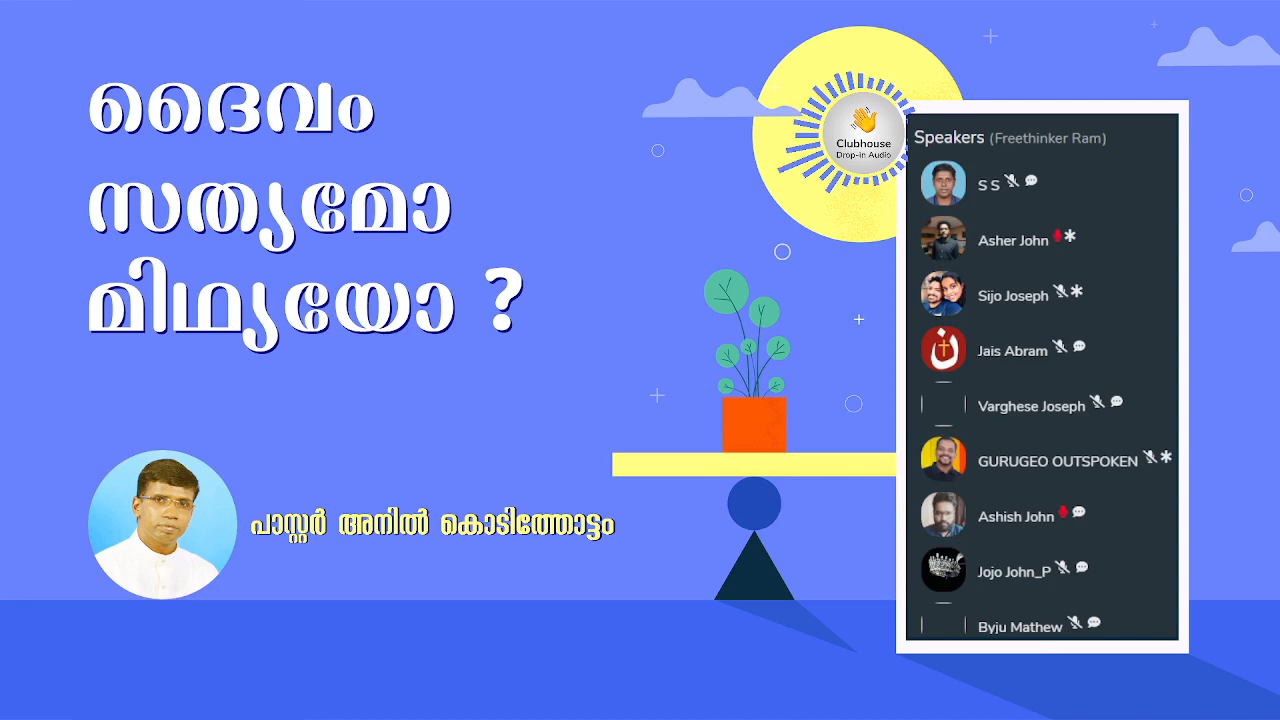 ദൈവം
സത്യമോ
മിഥ്യയോ ?
Clubhouse
Drop-in Audio
Speakers (Freethinker Ram)
S S
Asher John
Sijo Joseph
Jais Abram
Varghese Joseph
GURUGEO OUTSPOKEN
Ashish John
Jojo John_P
Byju Mathew
പാസ്റ്റർ അനിൽ കൊടിത്തോട്ടം